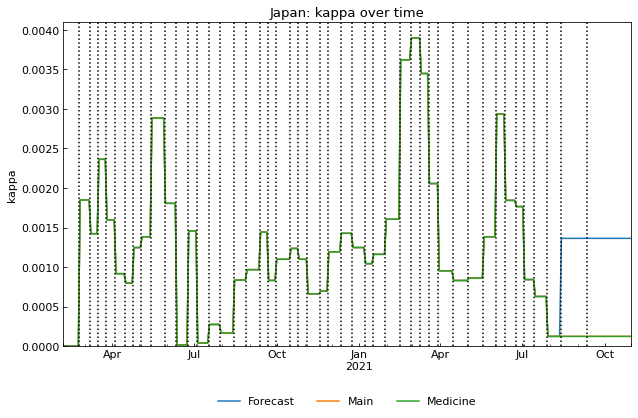 Japan: kappa over time
kappa
0.0040
0.0035
0.0030
0.0025
0.0020
0.0015
0.0010
0.0005
0.0000
Apr Jul Oct Jan Apr Jul Oct
2021
Forecast Main Medicine